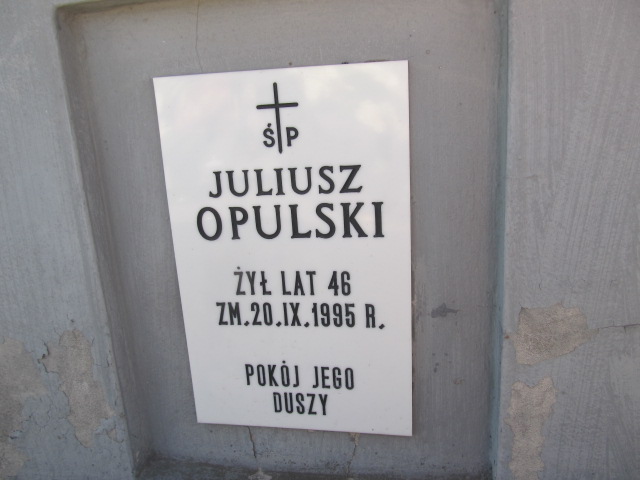 ŚP
JULIUSZ
OPULSKI
ŻYŁ LAT 46
ZM.20.IX.1995 R.
POKÓJ JEGO
DUSZY